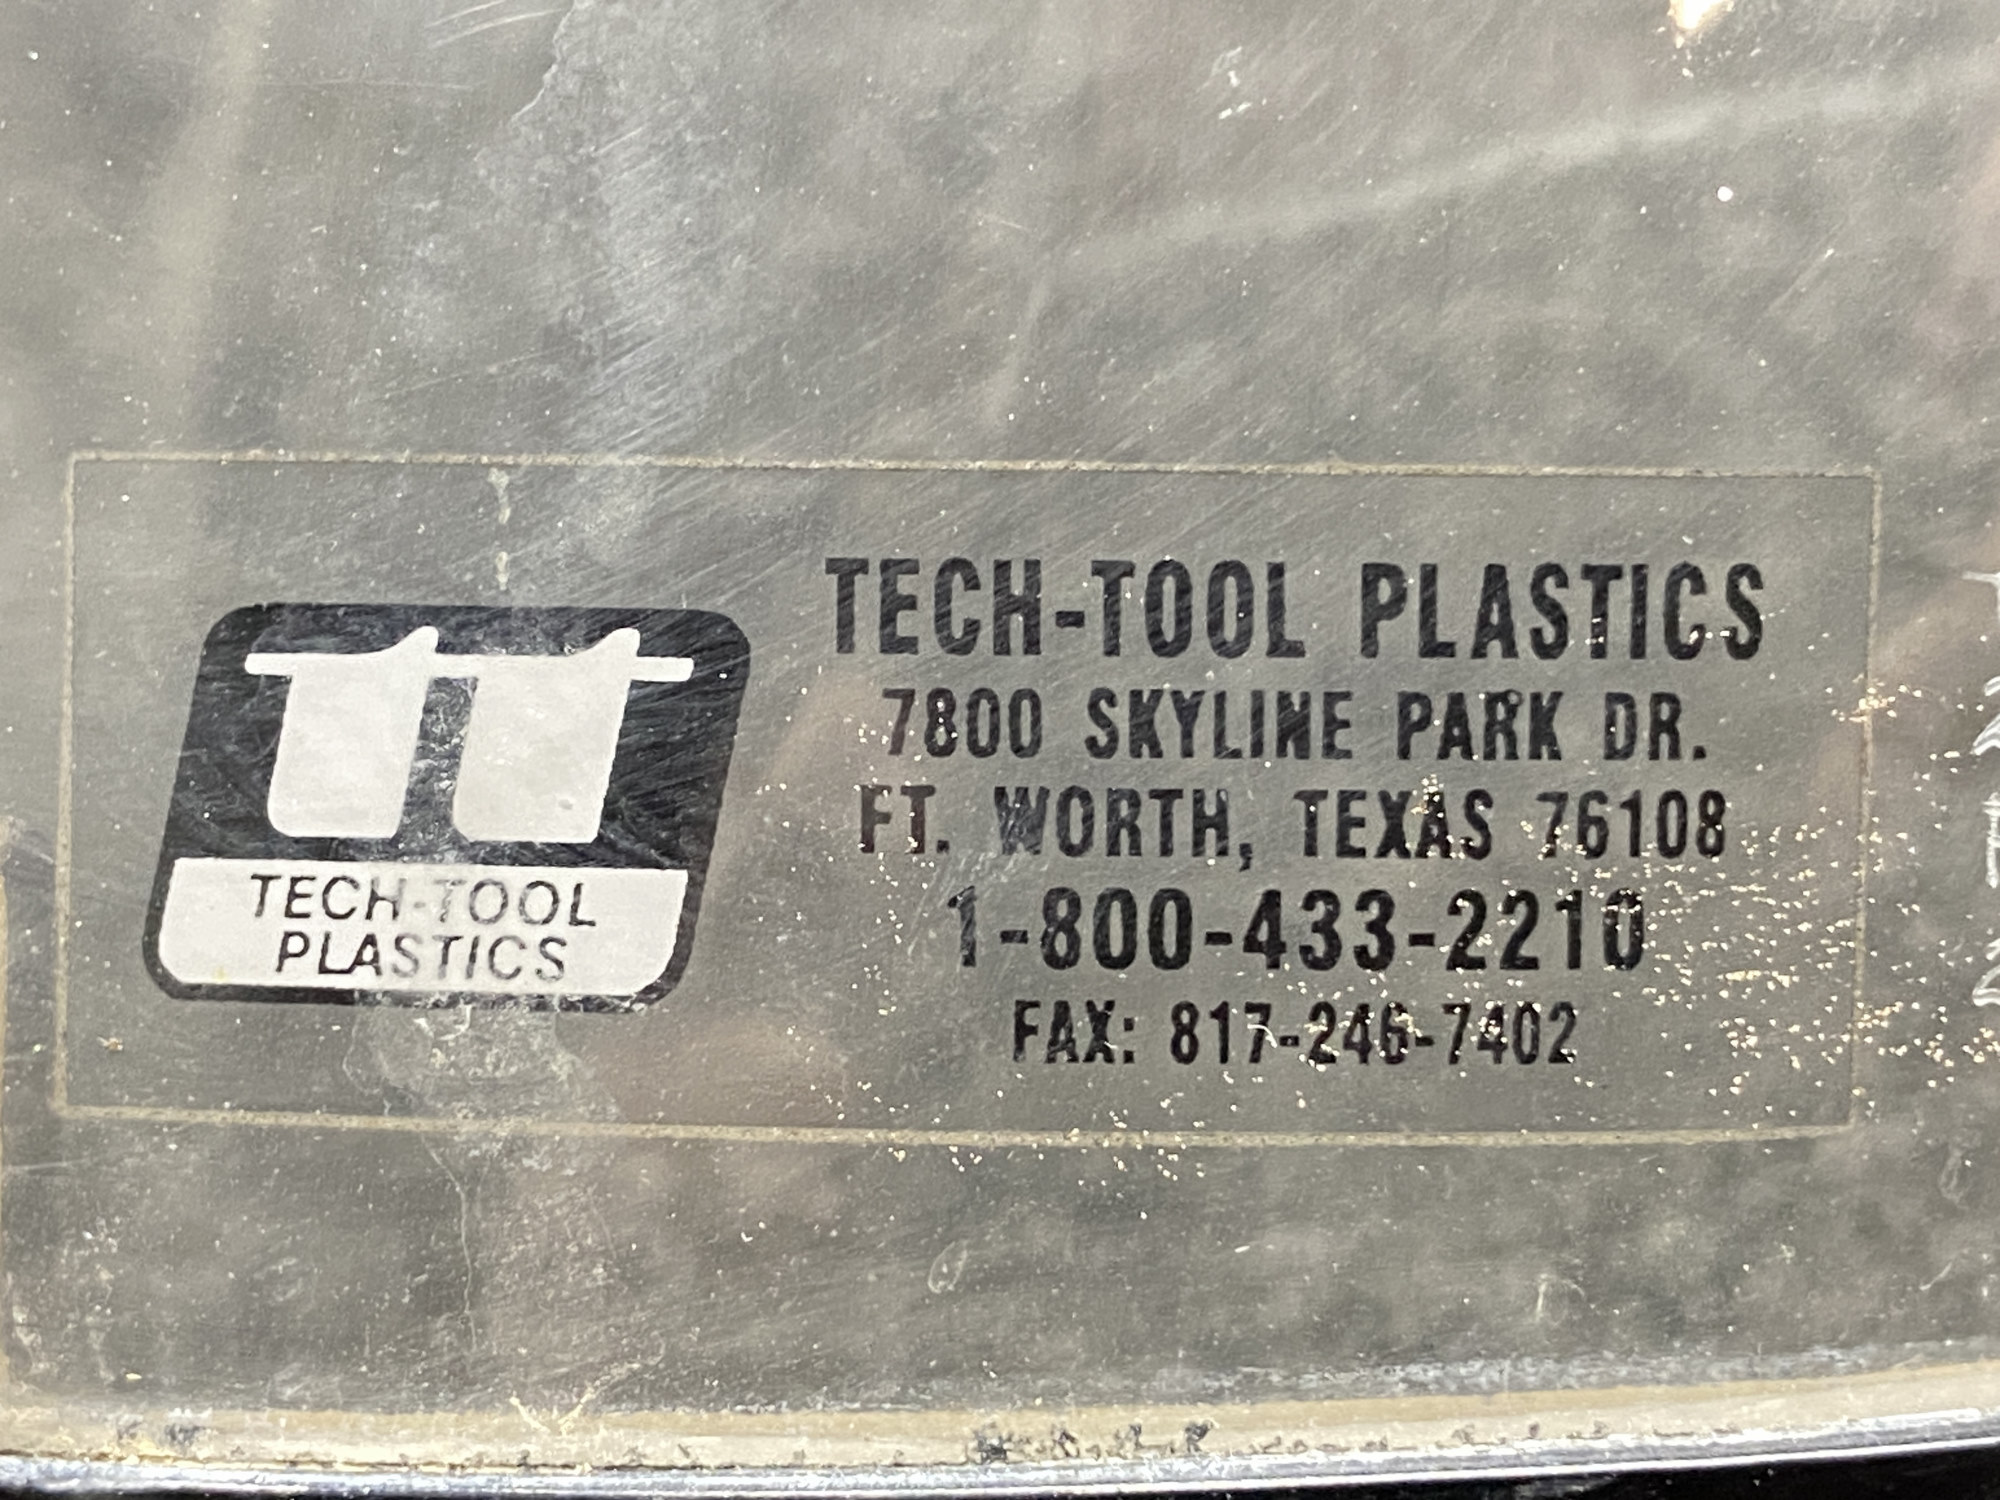 TECH-TOOL
PLASTICS
TECH-TOOL PLASTICS
7800 SKYLINE PARK DR.
FT. WORTH, TEXAS 76108
1-800-433-2210
FAX: 817-246-7402